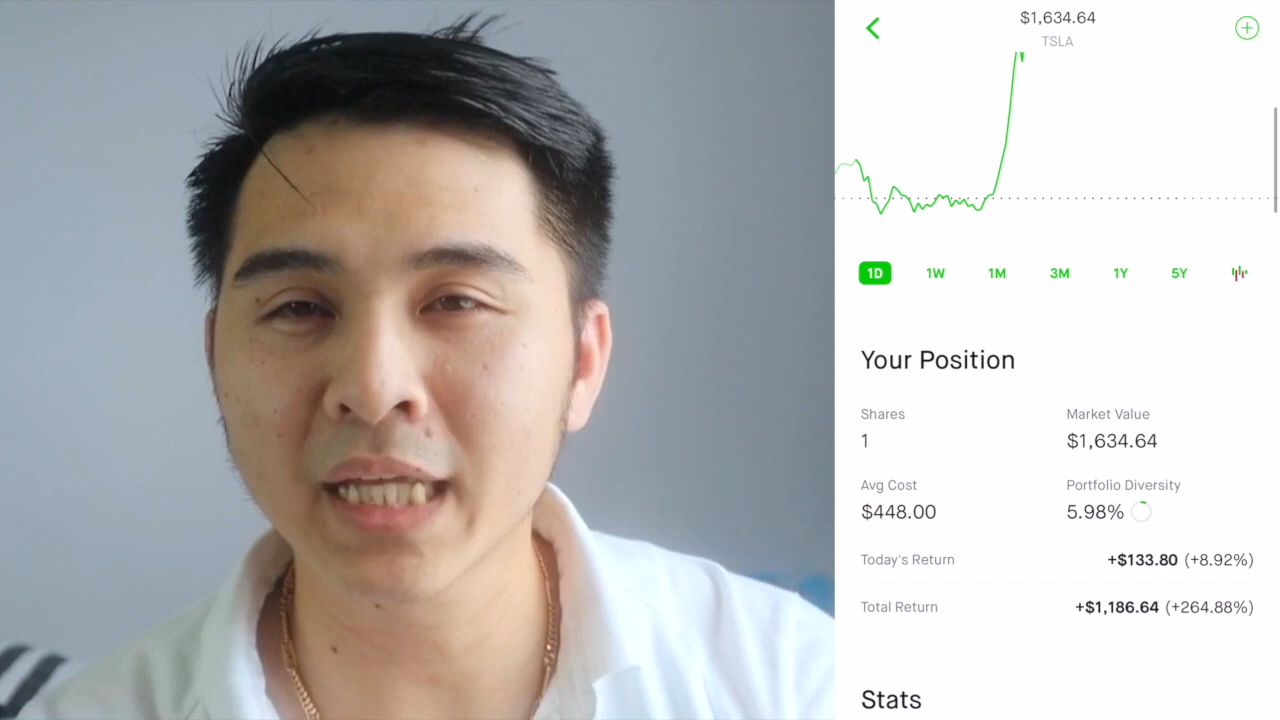 $1,634.64
TSLA
1D 1W 1M 3M 1Y 5Y
Your Position
Shares Market Value
1 $1,634.64
Avg Cost Portfolio Diversity
$448.00 5.98%
Today's Return +$133.80 (+8.92%)
Total Return +$1,186.64 (+264.88%)
Stats